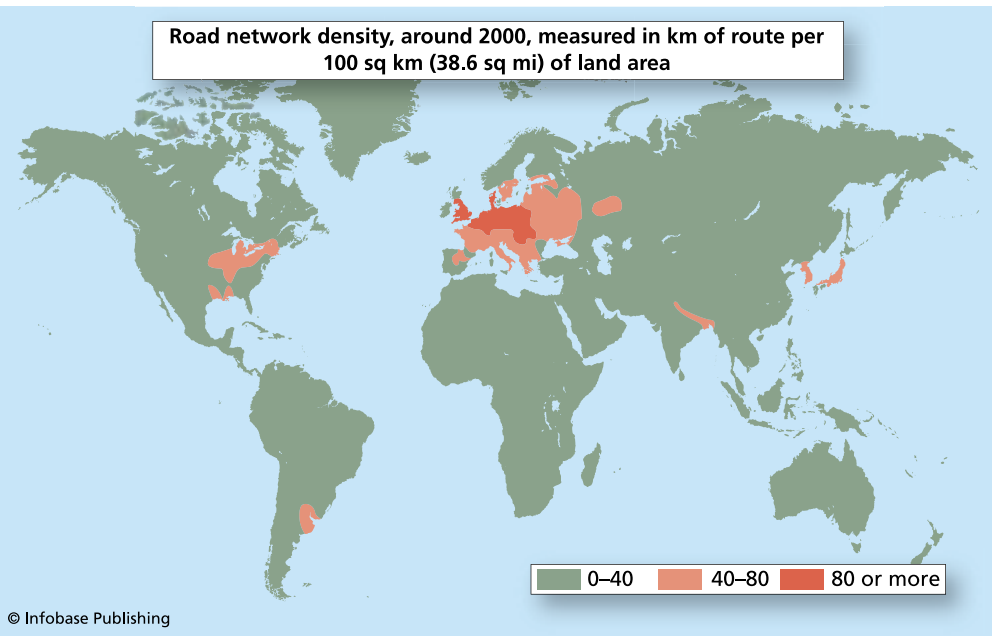 Road network density, around 2000, measured in km of route per
100 sq km (38.6 sq mi) of land area
0–40
40–80
80 or more
© Infobase Publishing